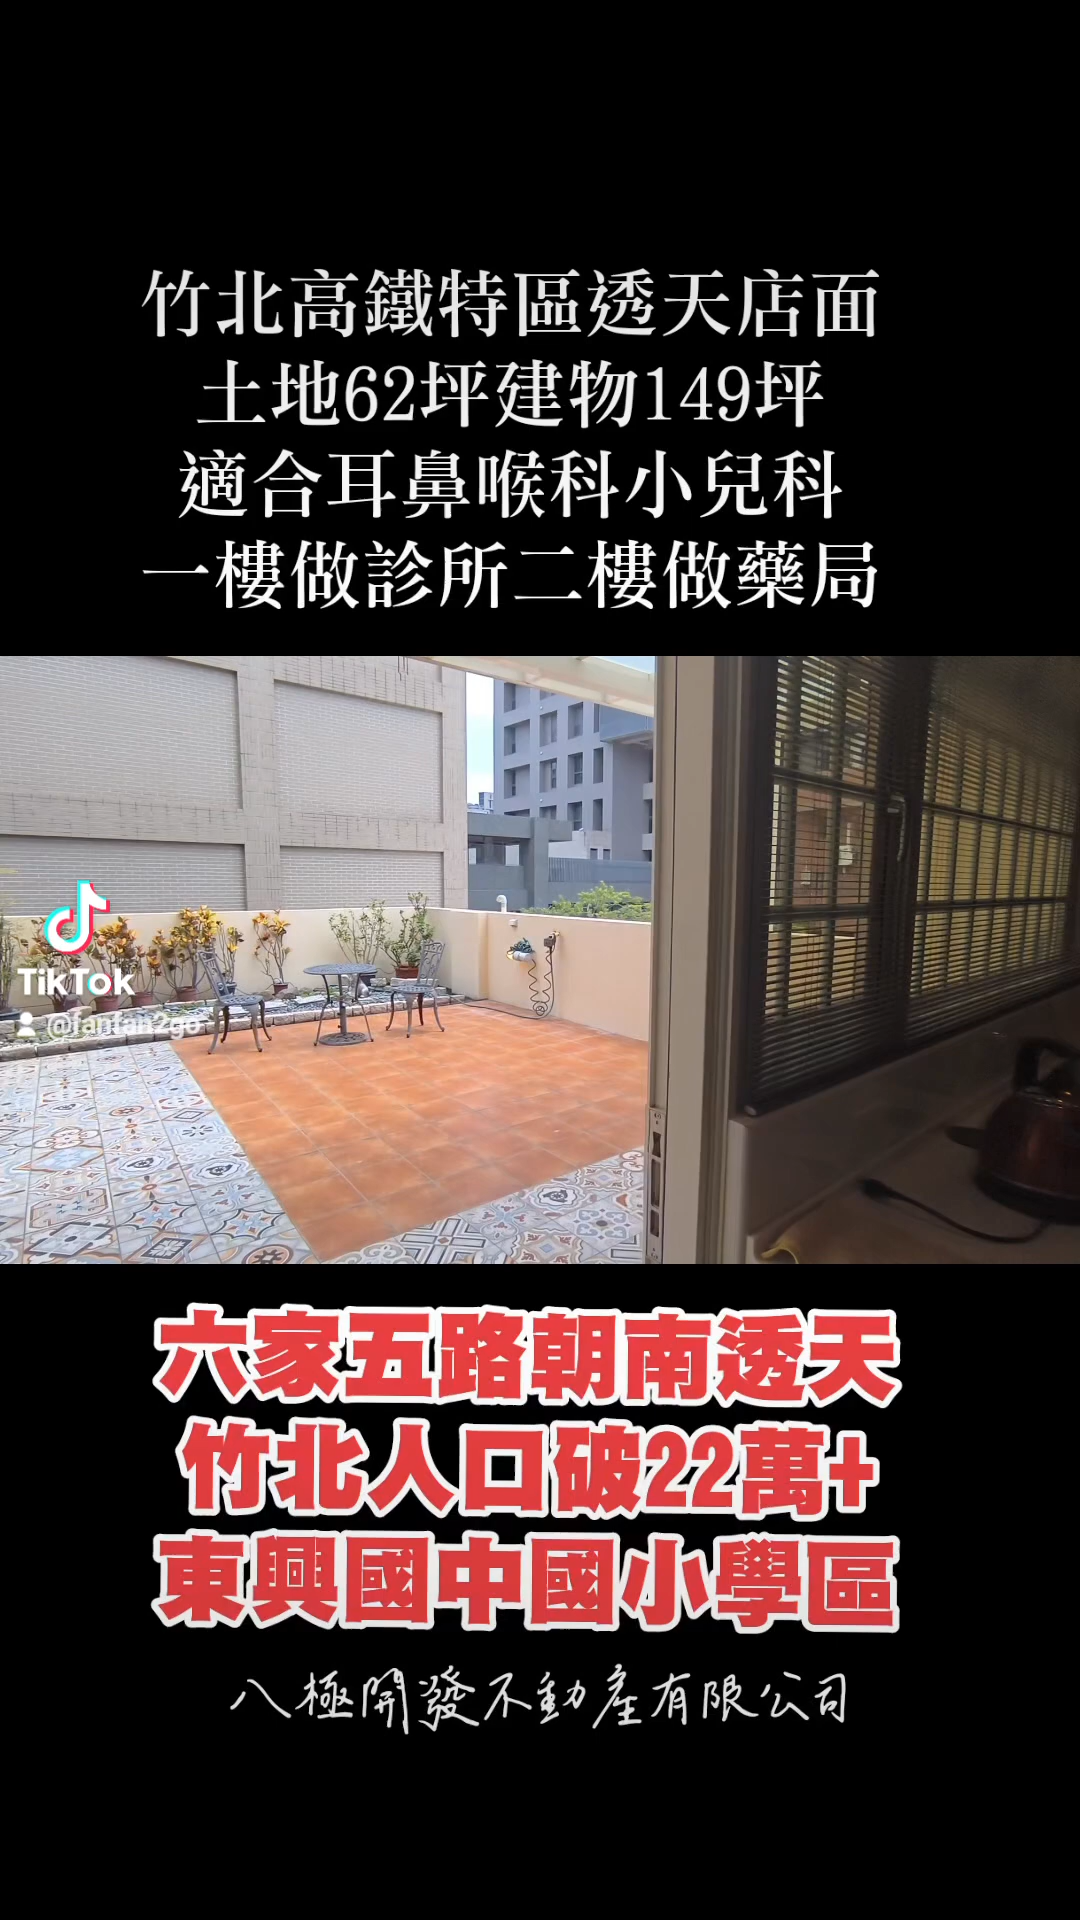 竹北高鐵特區透天店面
土地62坪建物149坪
適合耳鼻喉科小兒科
一樓做診所二樓做藥局
TikTok
@fanfan2go
六家五路朝南透天
竹北人口破22萬+
東興國中國小學區
八極開發不動產有限公司